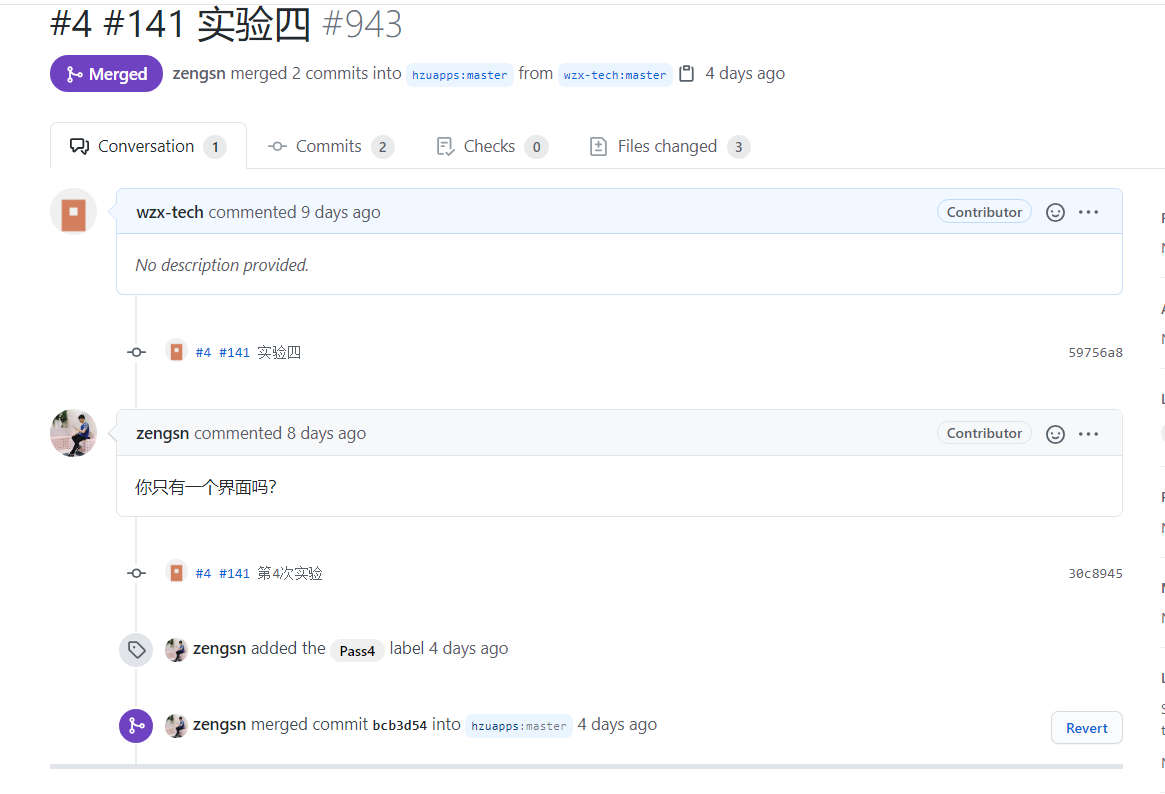 #4 #141 实验四 #943
Merged zengsn merged 2 commits into hzuapps:master from wzx-tech:master 4 days ago
Conversation 1 Commits 2 Checks 0 Files changed 3
wzx-tech commented 9 days ago Contributor
No description provided.
#4 #141 实验四 59756a8
zengsn commented 8 days ago Contributor
你只有一个界面吗?
#4 #141 第4次实验 30c8945
zengsn added the Pass4 label 4 days ago
zengsn merged commit bcb3d54 into hzuapps:master 4 days ago Revert